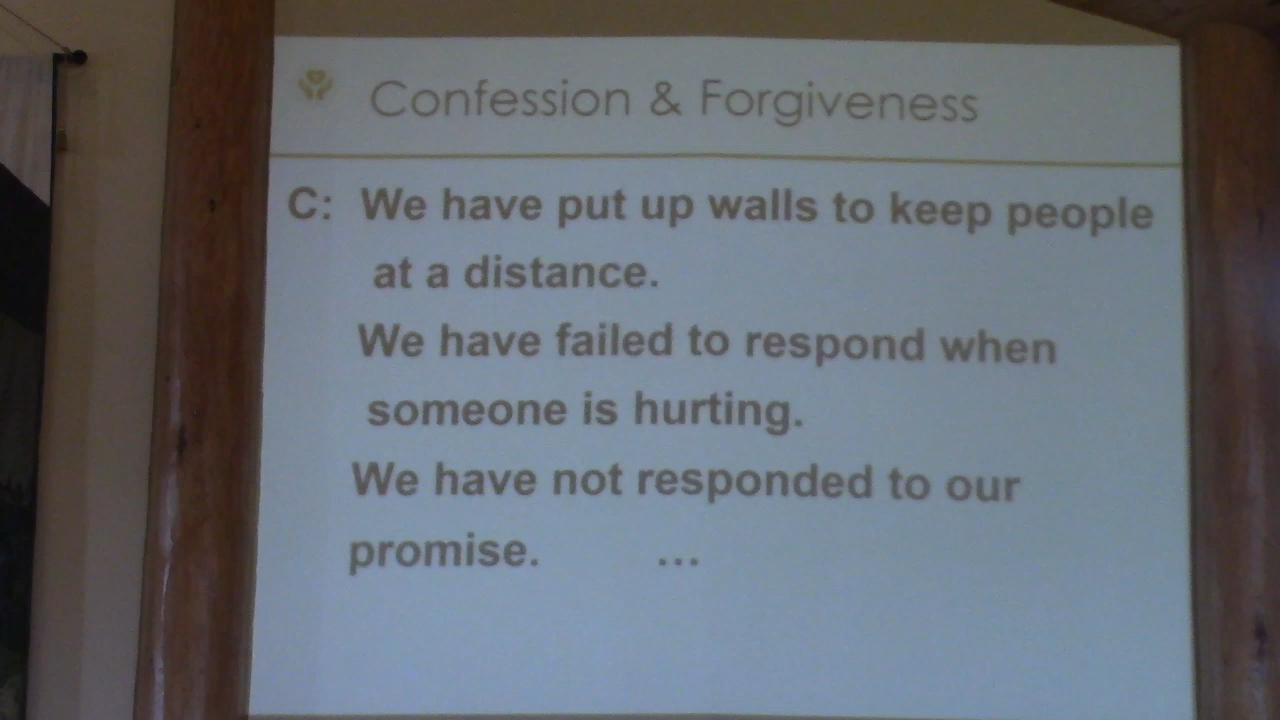 Confession & Forgiveness
C: We have put up walls to keep people
at a distance.
We have failed to respond when
someone is hurting.
We have not responded to our
promise. ...